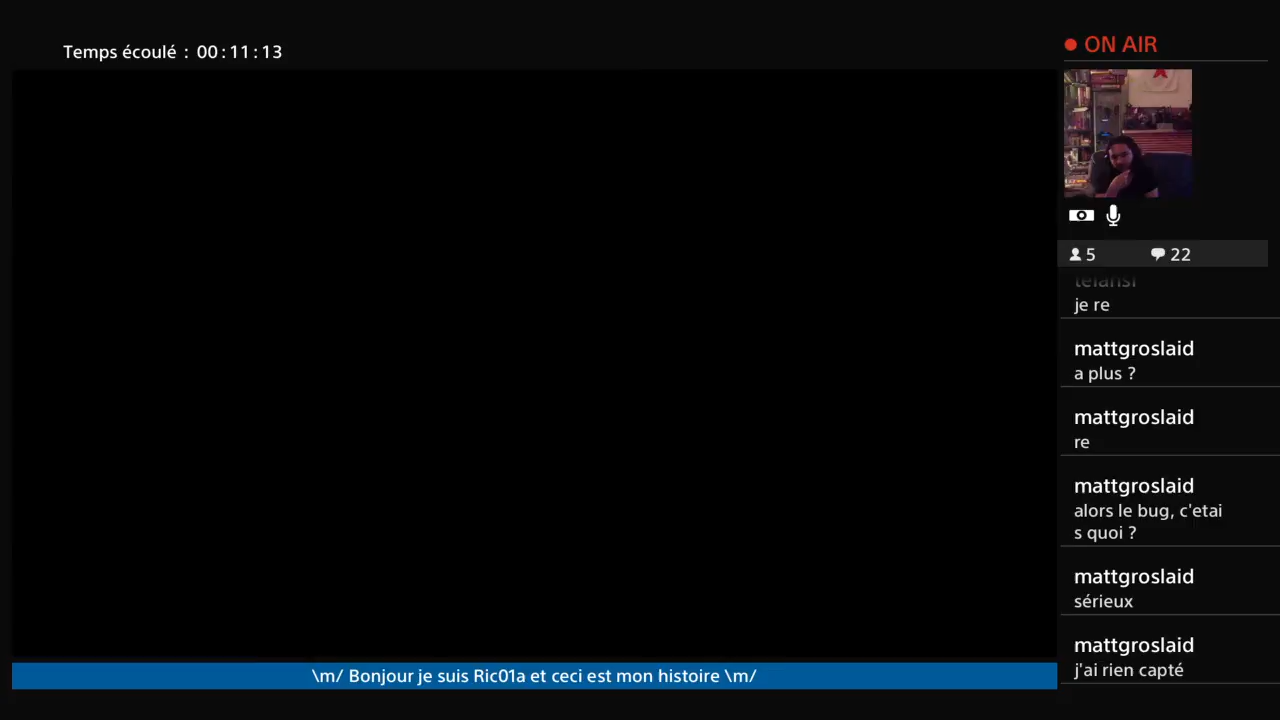 Temps écoulé : 00:11:13
ON AIR
5 22
telansi
je re
mattgroslaid
a plus ?
mattgroslaid
re
mattgroslaid
alors le bug, c'etai
s quoi ?
mattgroslaid
sérieux
mattgroslaid
j'ai rien capté
\m/ Bonjour je suis Ric01a et ceci est mon histoire \m/